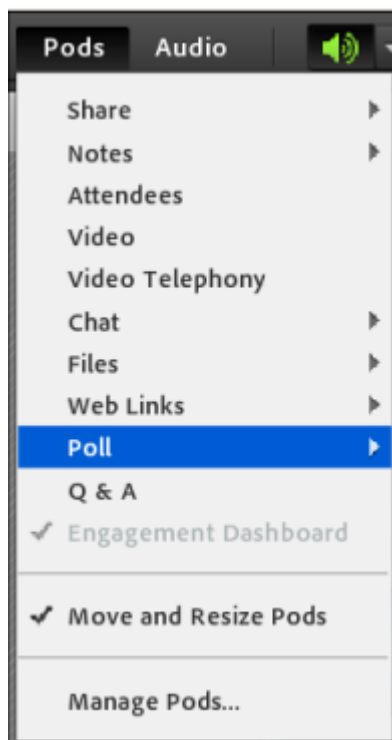 Pods Audio
Share
Notes
Attendees
Video
Video Telephony
Chat
Files
Web Links
Poll
Q & A
Engagement Dashboard
Move and Resize Pods
Manage Pods...